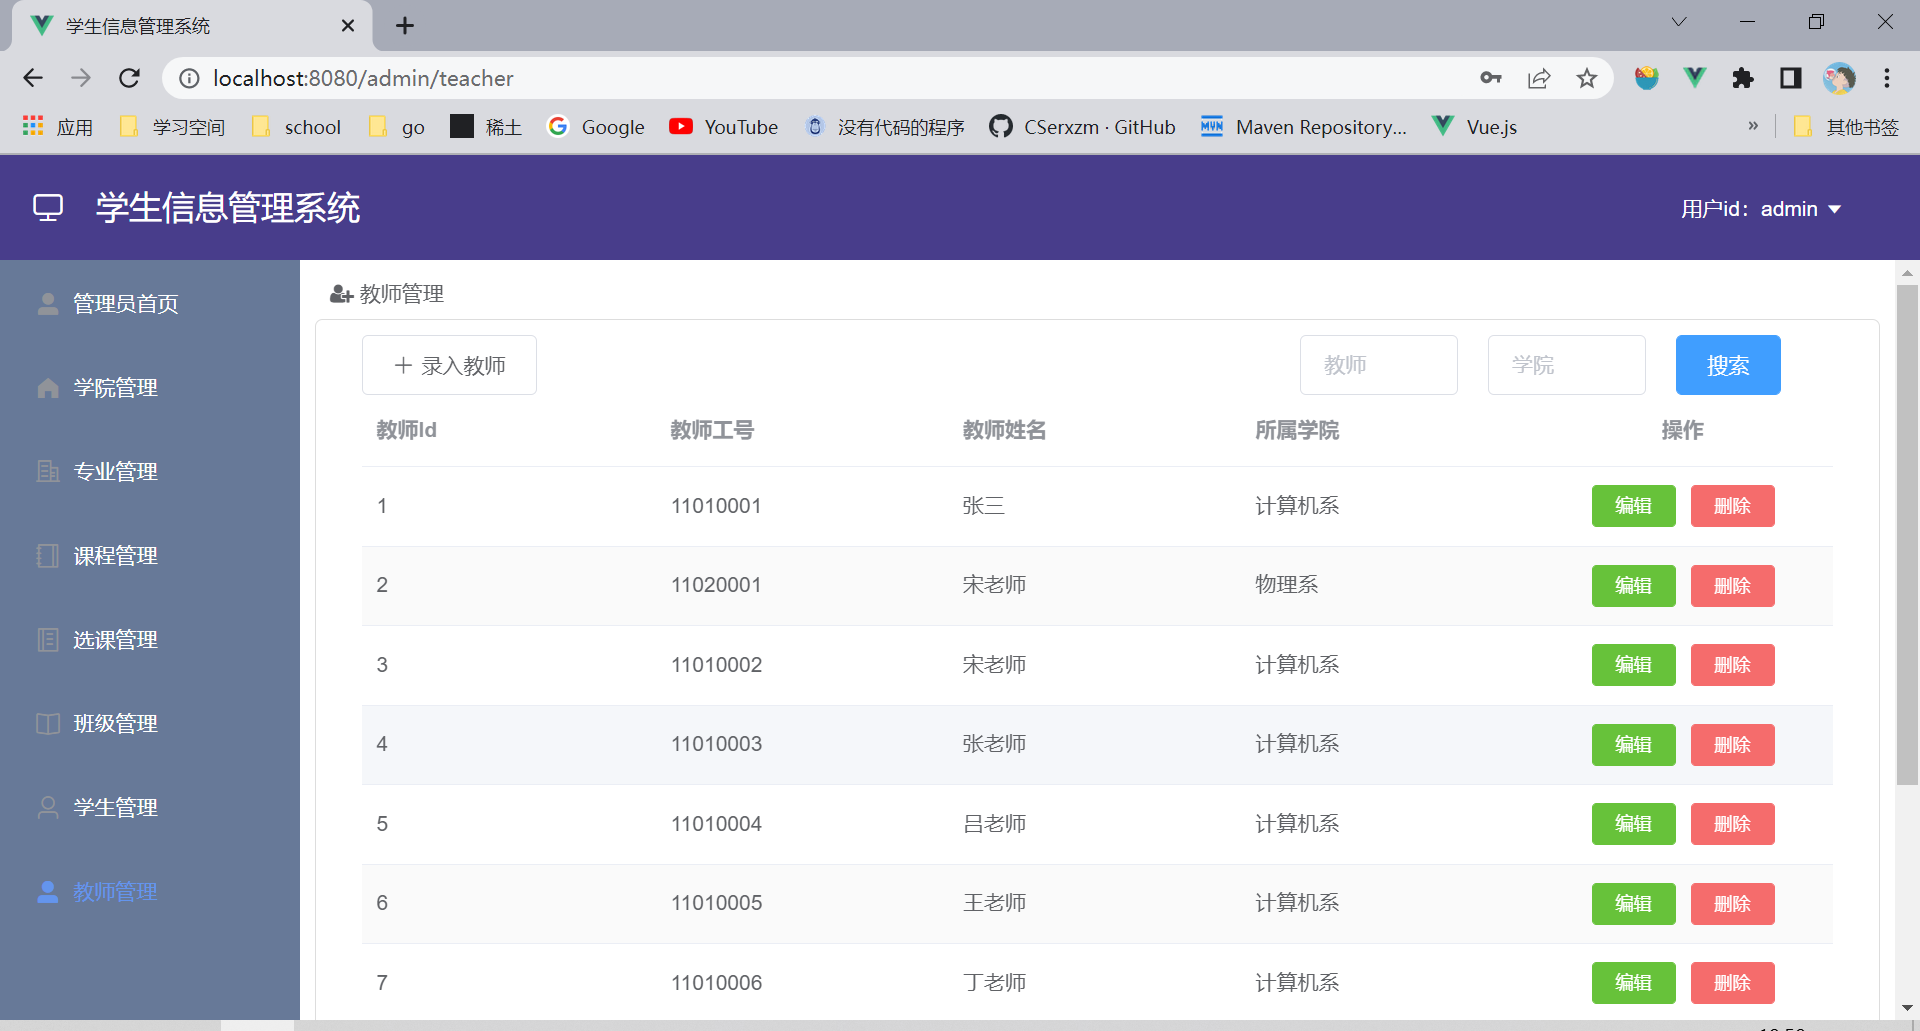 学生信息管理系统
localhost:8080/admin/teacher
应用 学习空间 school go 稀土 Google YouTube 没有代码的程序 CSerxzm · GitHub Maven Repository... Vue.js » 其他书签
学生信息管理系统 用户id：admin
管理员首页
学院管理
专业管理
课程管理
选课管理
班级管理
学生管理
教师管理
教师管理
+ 录入教师 教师 学院 搜索
教师Id 教师工号 教师姓名 所属学院 操作
1 11010001 张三 计算机系 编辑 删除
2 11020001 宋老师 物理系 编辑 删除
3 11010002 宋老师 计算机系 编辑 删除
4 11010003 张老师 计算机系 编辑 删除
5 11010004 吕老师 计算机系 编辑 删除
6 11010005 王老师 计算机系 编辑 删除
7 11010006 丁老师 计算机系 编辑 删除